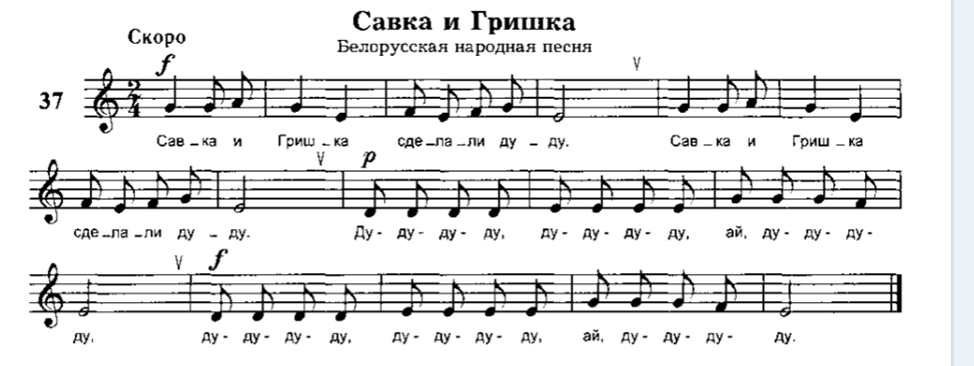 Савка и Гришка
Белорусская народная песня
Скоро
f
37
2
4
Сав – ка и Гриш – ка сде – ла – ли ду – ду. Сав – ка и Гриш – ка
p
сде – ла – ли ду – ду. Ду- ду- ду- ду, ду- ду- ду- ду, ай, ду- ду- ду-
f
ду, ду- ду- ду- ду, ду- ду- ду- ду, ай, ду- ду- ду- ду.